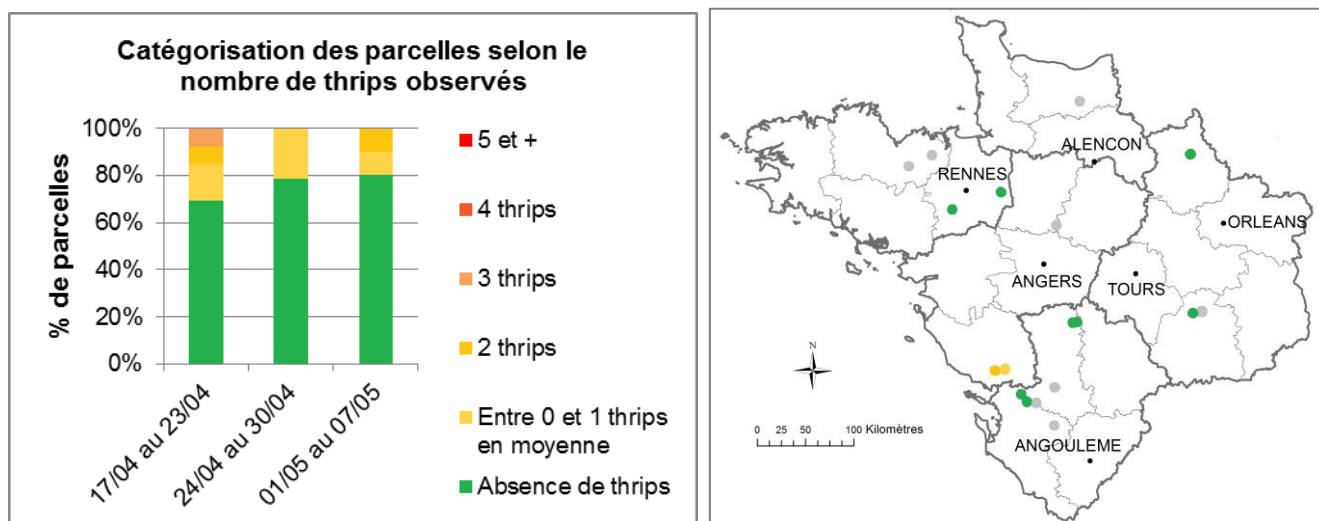 Catégorisation des parcelles selon le
nombre de thrips observés
% de parcelles
100%
80%
60%
40%
20%
0%
17/04 au 23/04
24/04 au 30/04
01/05 au 07/05
5 et +
4 thrips
3 thrips
2 thrips
Entre 0 et 1 thrips
en moyenne
Absence de thrips
ALENCON
RENNES
ORLEANS
ANGERS
TOURS
N
0 25 50 100 Kilomètres
ANGOULEME